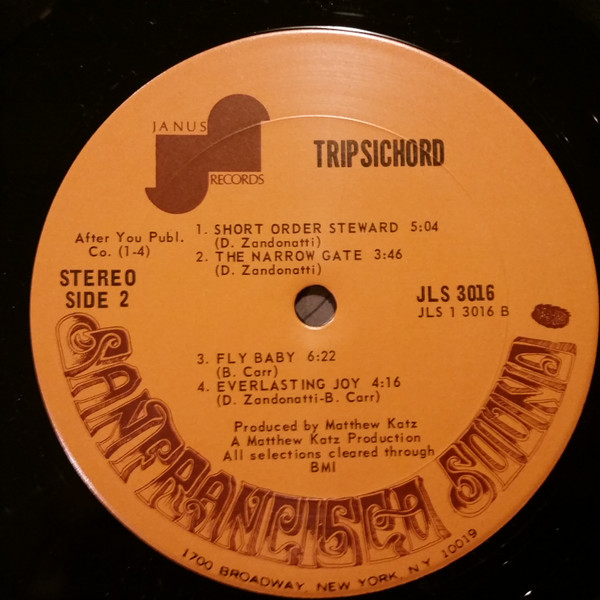 JANUS
RECORDS
TRIPSICHORD
After You Publ.
Co. (1-4)
STEREO
SIDE 2
1. SHORT ORDER STEWARD 5:04
(D. Zandonatti)
2. THE NARROW GATE 3:46
(D. Zandonatti)
JLS 3016
JLS 1 3016 B
3. FLY BABY 6:22
(B. Carr)
4. EVERLASTING JOY 4:16
(D. Zandonatti-B. Carr)
Produced by Matthew Katz
A Matthew Katz Production
All selections cleared through
BMI
SAN FRANCISCO SOUND
1700 BROADWAY, NEW YORK, N.Y. 10019